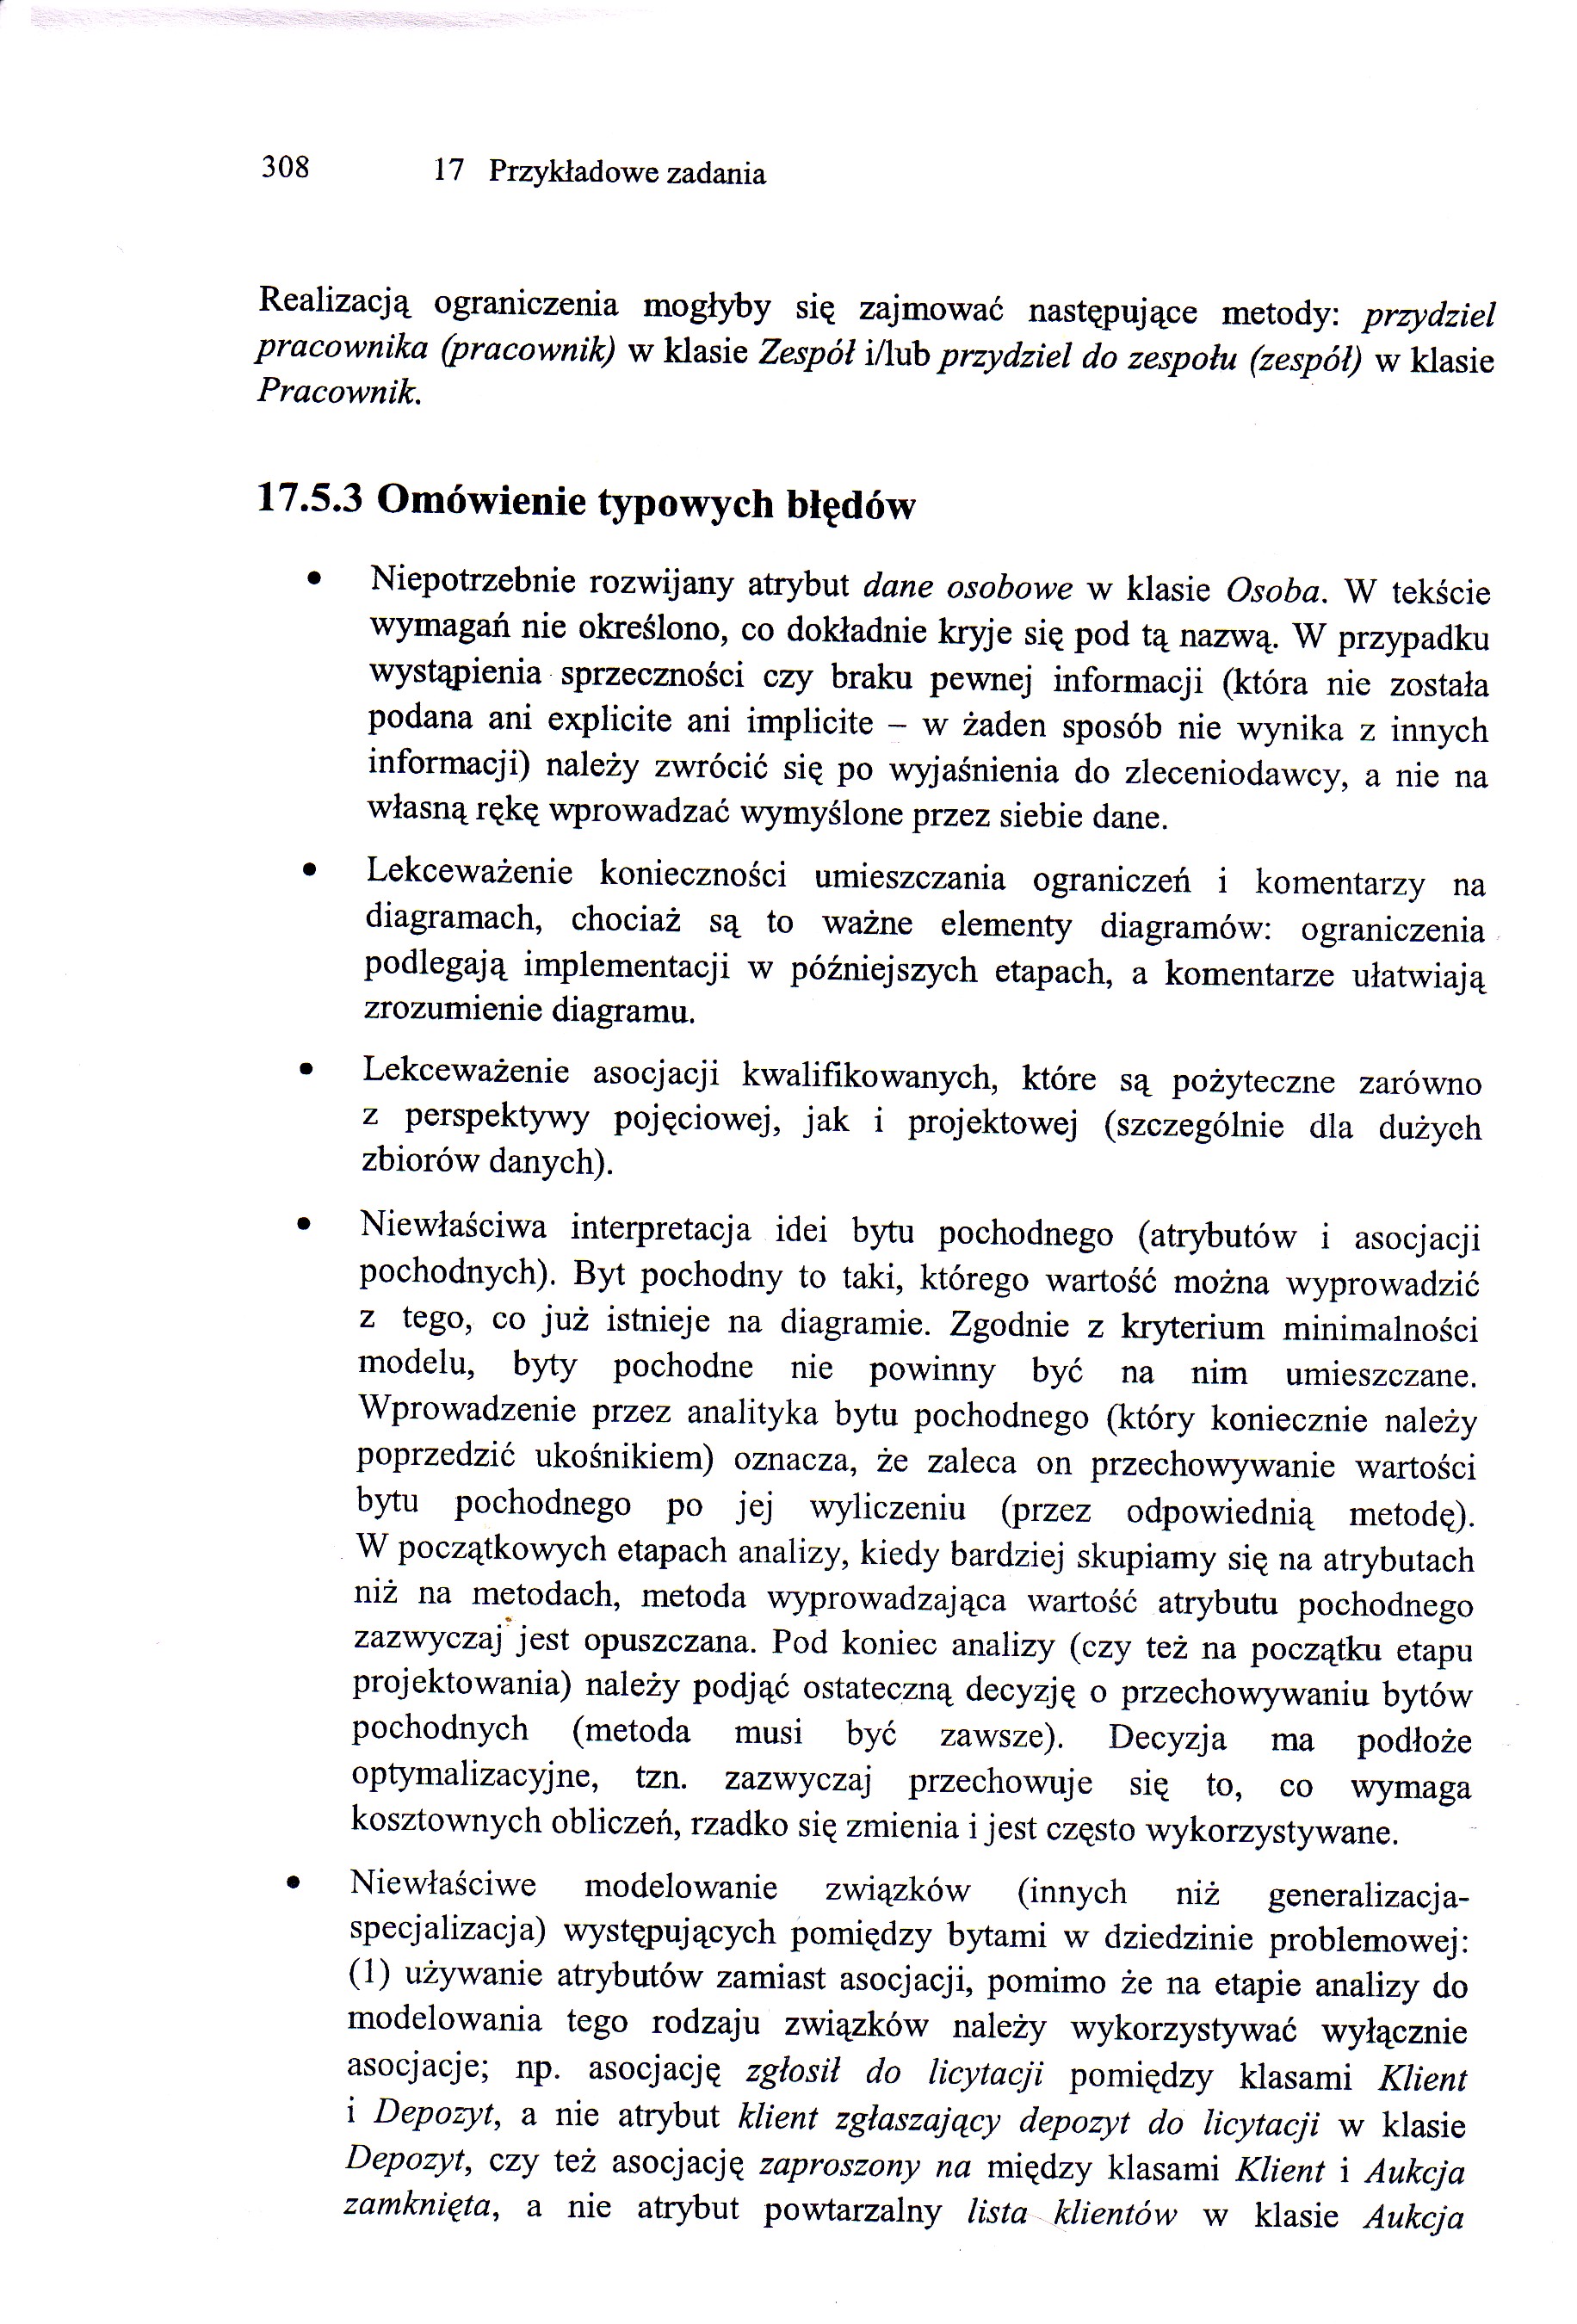 308 17 Przykładowe zadania
Realizacją ograniczenia mogłyby się zajmować następujące metody: przydziel
pracownika (pracownik) w klasie Zespół i/lub przydziel do zespołu (zespół) w klasie
Pracownik.
17.5.3 Omówienie typowych błędów
• Niepotrzebnie rozwijany atrybut dane osobowe w klasie Osoba. W tekście
wymagań nie określono, co dokładnie kryje się pod tą nazwą. W przypadku
wystąpienia sprzeczności czy braku pewnej informacji (która nie została
podana ani explicite ani implicite – w żaden sposób nie wynika z innych
informacji) należy zwrócić się po wyjaśnienia do zleceniodawcy, a nie na
własną rękę wprowadzać wymyślone przez siebie dane.
• Lekceważenie konieczności umieszczania ograniczeń i komentarzy na
diagramach, chociaż są to ważne elementy diagramów: ograniczenia
podlegają implementacji w późniejszych etapach, a komentarze ułatwiają
zrozumienie diagramu.
• Lekceważenie asocjacji kwalifikowanych, które są pożyteczne zarówno
z perspektywy pojęciowej, jak i projektowej (szczególnie dla dużych
zbiorów danych).
• Niewłaściwa interpretacja idei bytu pochodnego (atrybutów i asocjacji
pochodnych). Byt pochodny to taki, którego wartość można wyprowadzić
z tego, co już istnieje na diagramie. Zgodnie z kryterium minimalności
modelu, byty pochodne nie powinny być na nim umieszczane.
Wprowadzenie przez analityka bytu pochodnego (który koniecznie należy
poprzedzić ukośnikiem) oznacza, że zaleca on przechowywanie wartości
bytu pochodnego po jej wyliczeniu (przez odpowiednią metodę).
W początkowych etapach analizy, kiedy bardziej skupiamy się na atrybutach
niż na metodach, metoda wyprowadzająca wartość atrybutu pochodnego
zazwyczaj jest opuszczana. Pod koniec analizy (czy też na początku etapu
projektowania) należy podjąć ostateczną decyzję o przechowywaniu bytów
pochodnych (metoda musi być zawsze). Decyzja ma podłoże
optymalizacyjne, tzn. zazwyczaj przechowuje się to, co wymaga
kosztownych obliczeń, rzadko się zmienia i jest często wykorzystywane.
• Niewłaściwe modelowanie związków (innych niż generalizacja-
specjalizacja) występujących pomiędzy bytami w dziedzinie problemowej:
(1) używanie atrybutów zamiast asocjacji, pomimo że na etapie analizy do
modelowania tego rodzaju związków należy wykorzystywać wyłącznie
asocjacje; np. asocjację zgłosił do licytacji pomiędzy klasami Klient
i Depozyt, a nie atrybut klient zgłaszający depozyt do licytacji w klasie
Depozyt, czy też asocjację zaproszony na między klasami Klient i Aukcja
zamknięta, a nie atrybut powtarzalny lista klientów w klasie Aukcja